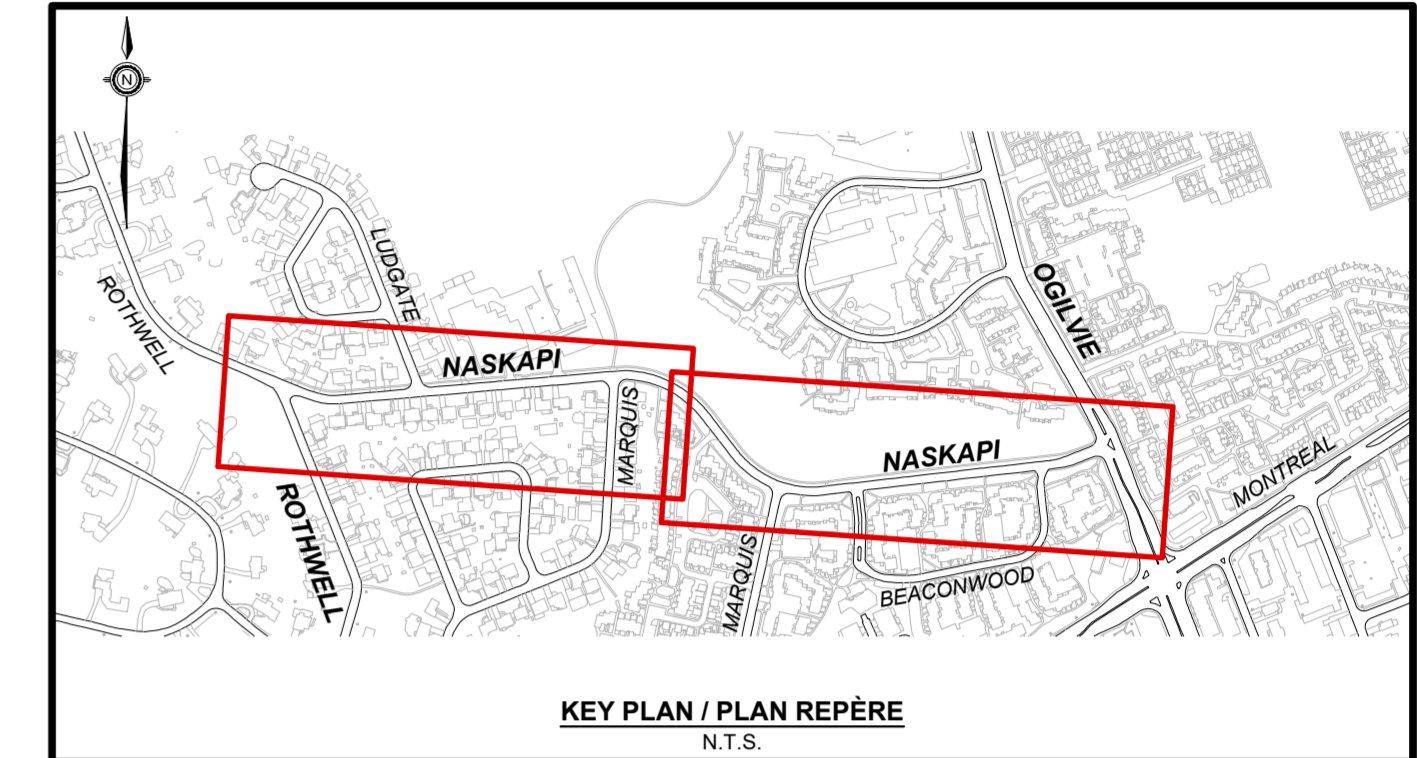 N
LUDGATE
ROTHWELL
OGILVIE
NASKAPI
MARQUIS
NASKAPI
MONTREAL
ROTHWELL
MARQUIS
BEACONWOOD
KEY PLAN / PLAN REPÈRE
N.T.S.